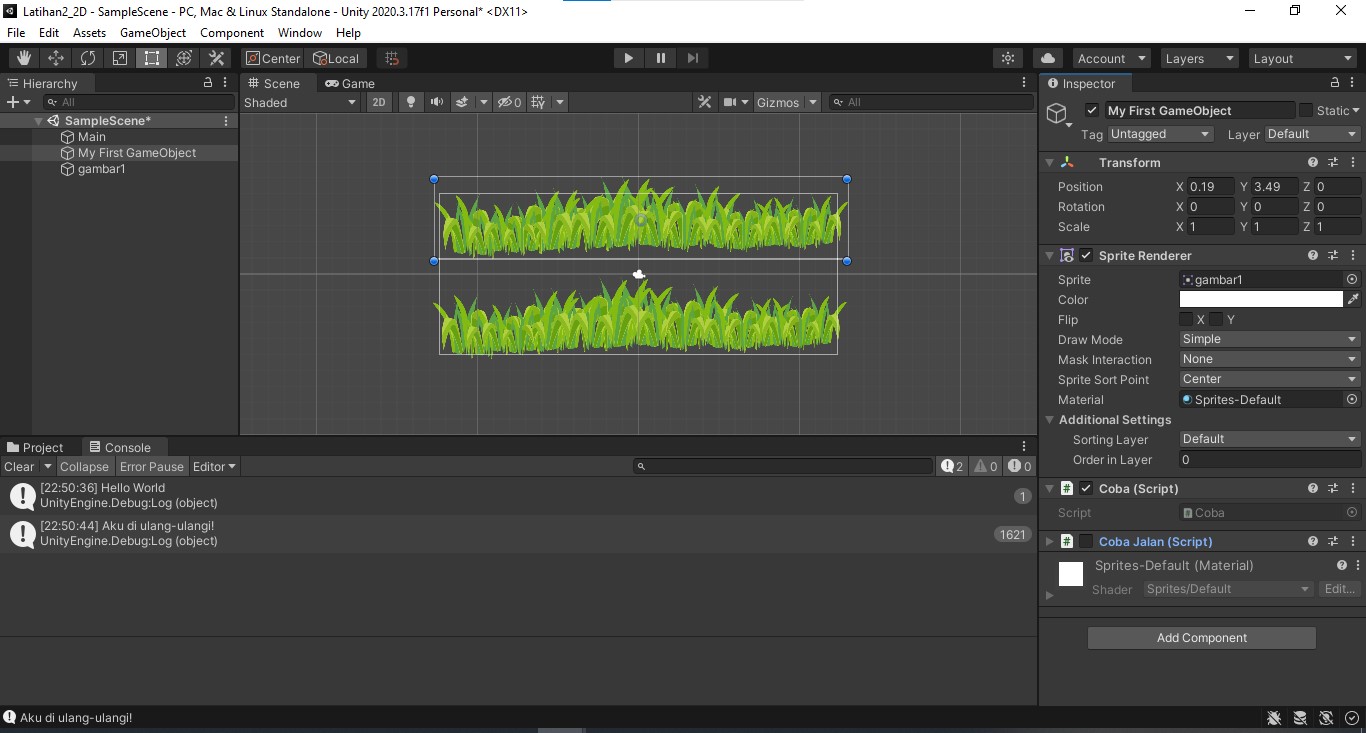 Latihan2_2D - SampleScene - PC, Mac & Linux Standalone - Unity 2020.3.17f1 Personal* <DX11>
File Edit Assets GameObject Component Window Help
Center Local Account Layers Layout
Hierarchy
All
SampleScene*
Main
My First GameObject
gambar1
Scene Game
Shaded 2D 0 Gizmos All
Inspector
My First GameObject Static
Tag Untagged Layer Default
Transform
Position X 0.19 Y 3.49 Z 0
Rotation X 0 Y 0 Z 0
Scale X 1 Y 1 Z 1
Sprite Renderer
Sprite gambar1
Color
Flip X Y
Draw Mode Simple
Mask Interaction None
Sprite Sort Point Center
Material Sprites-Default
Additional Settings
Sorting Layer Default
Order in Layer 0
Coba (Script)
Script Coba
Coba Jalan (Script)
Sprites-Default (Material)
Shader Sprites/Default Edit...
Add Component
Project Console
Clear Collapse Error Pause Editor 2 0 0
[22:50:36] Hello World
UnityEngine.Debug:Log (object)
1
[22:50:44] Aku di ulang-ulangi!
UnityEngine.Debug:Log (object)
1621
Aku di ulang-ulangi!